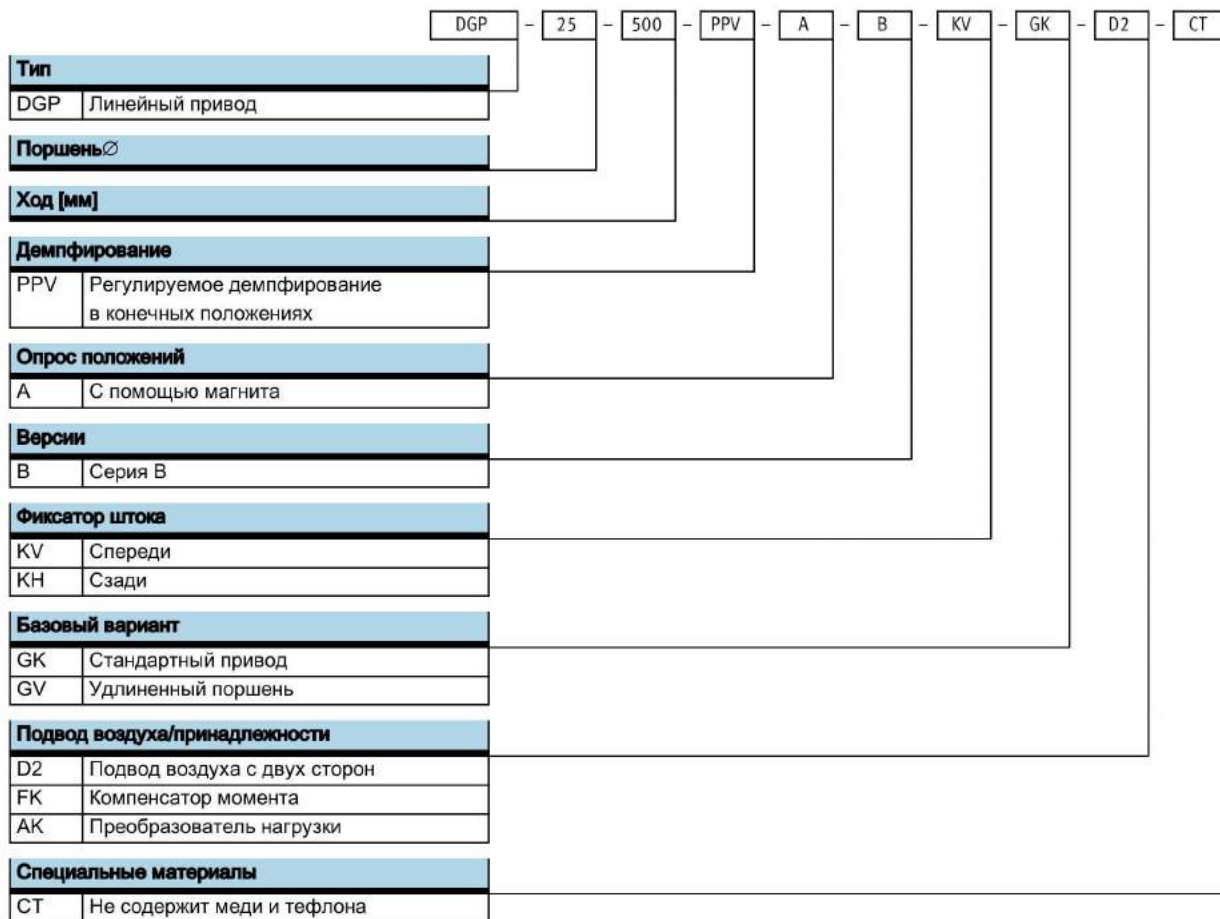 DGP - 25 - 500 - PPV - A - B - KV - GK - D2 - CT
Тип
DGP Линейный привод
Поршень∅
Ход [мм]
Демпфирование
PPV Регулируемое демпфирование
в конечных положениях
Опрос положений
A С помощью магнита
Версии
B Серия B
Фиксатор штока
KV Спереди
KH Сзади
Базовый вариант
GK Стандартный привод
GV Удлиненный поршень
Подвод воздуха/принадлежности
D2 Подвод воздуха с двух сторон
FK Компенсатор момента
AK Преобразователь нагрузки
Специальные материалы
CT Не содержит меди и тефлона